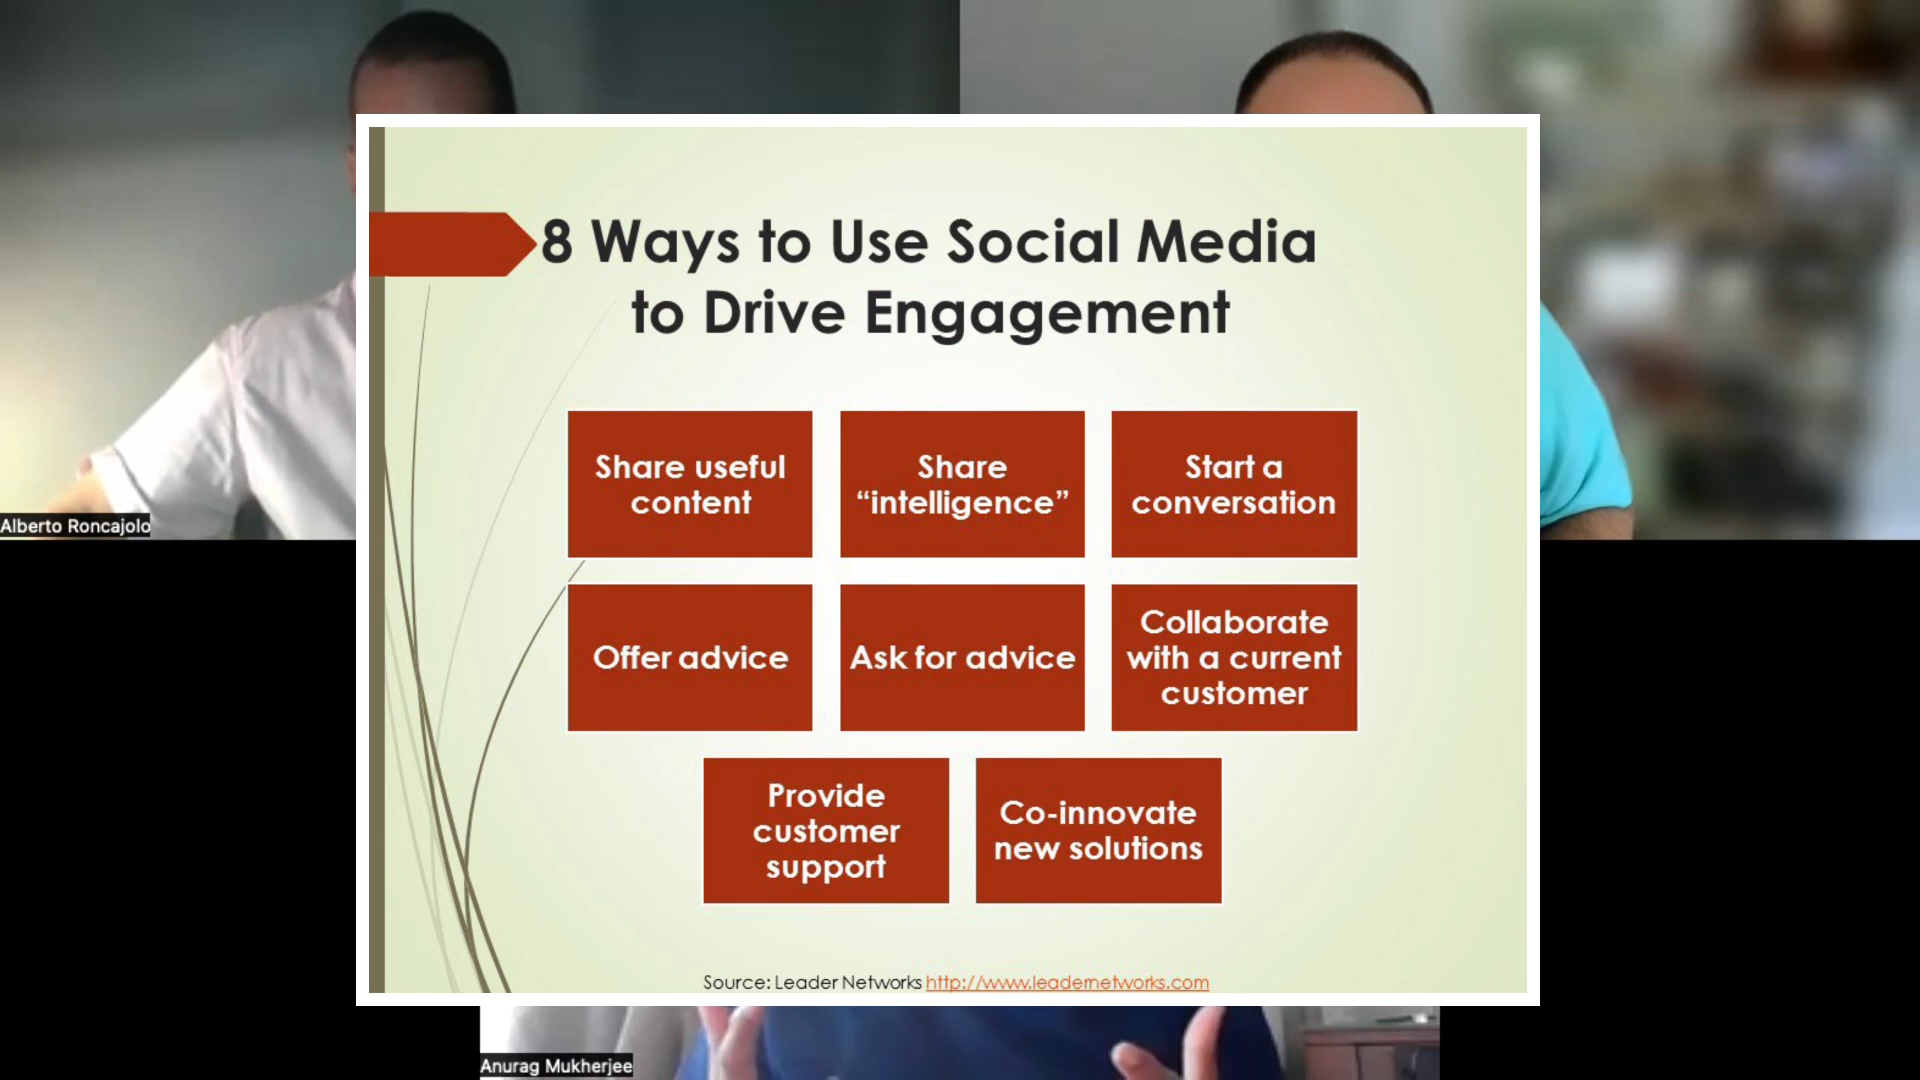 8 Ways to Use Social Media
to Drive Engagement
Share useful
content
Share
“intelligence”
Start a
conversation
Offer advice
Ask for advice
Collaborate
with a current
customer
Provide
customer
support
Co-innovate
new solutions
Source: Leader Networks http://www.leadernetworks.com
Alberto Roncajolo
Anurag Mukherjee